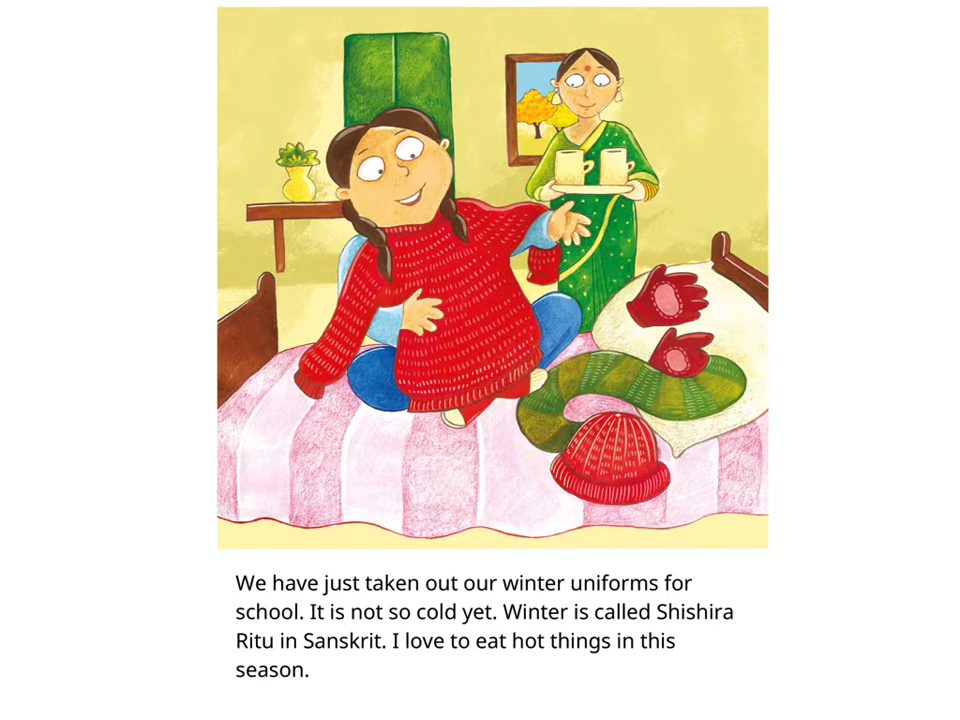 We have just taken out our winter uniforms for
school. It is not so cold yet. Winter is called Shishira
Ritu in Sanskrit. I love to eat hot things in this
season.